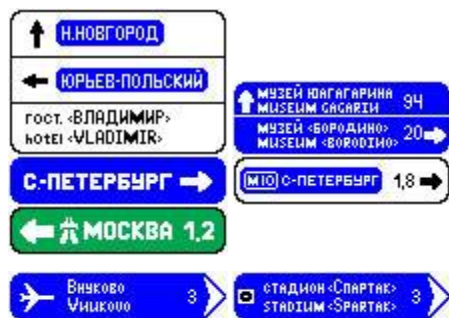 Н.НОВГОРОД
ЮРЬЕВ-ПОЛЬСКИЙ
гост. <ВЛАДИМИР>
hotel <VLADIMIR>
С.-ПЕТЕРБУРГ
МОСКВА 1,2
Внуково
Vnukovo 3
МУЗЕЙ ЮАГАГАРИНА
MUSEUM GAGARIN 94
МУЗЕЙ <БОРОДИНО>
MUSEUM <BORODINO> 20
М10 С-ПЕТЕРБУРГ 1,8
СТАДИОН <Спартак>
STADIUM <Spartak> 3